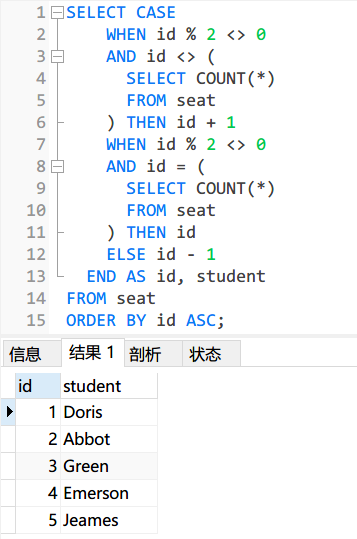 1 SELECT CASE
2 WHEN id % 2 <> 0
3 AND id <> (
4 SELECT COUNT(*)
5 FROM seat
6 ) THEN id + 1
7 WHEN id % 2 <> 0
8 AND id = (
9 SELECT COUNT(*)
10 FROM seat
11 ) THEN id
12 ELSE id - 1
13 END AS id, student
14 FROM seat
15 ORDER BY id ASC;
信息 结果 1 剖析 状态
id student
1 Doris
2 Abbot
3 Green
4 Emerson
5 Jeames